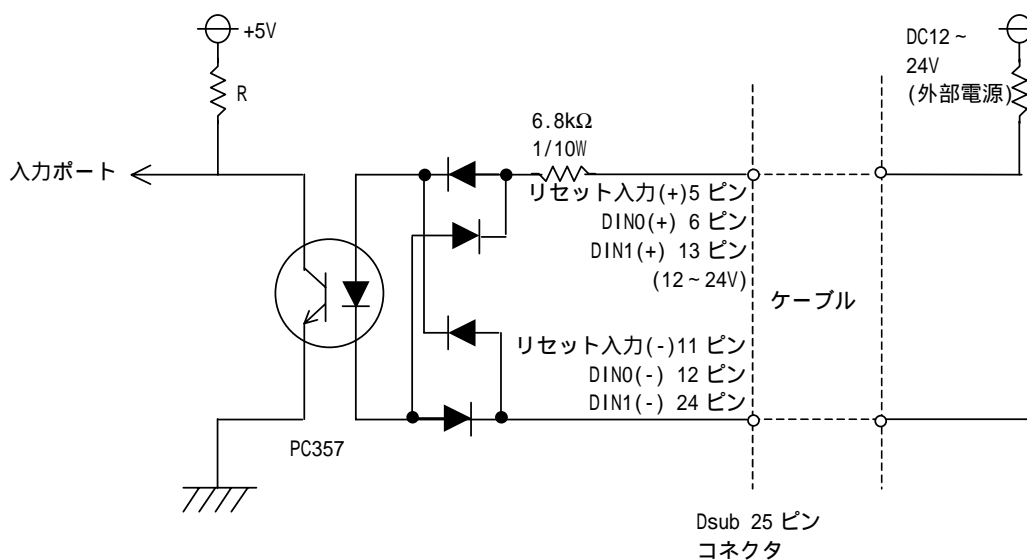 +5V
R
入力ポート
6.8kΩ
1/10W
リセット入力(+)5 ピン
DIN0(+) 6 ピン
DIN1(+) 13 ピン
(12~24V)
リセット入力(-)11 ピン
DIN0(-) 12 ピン
DIN1(-) 24 ピン
PC357
ケーブル
DC12~
24V
(外部電源)
Dsub 25 ピン
コネクタ